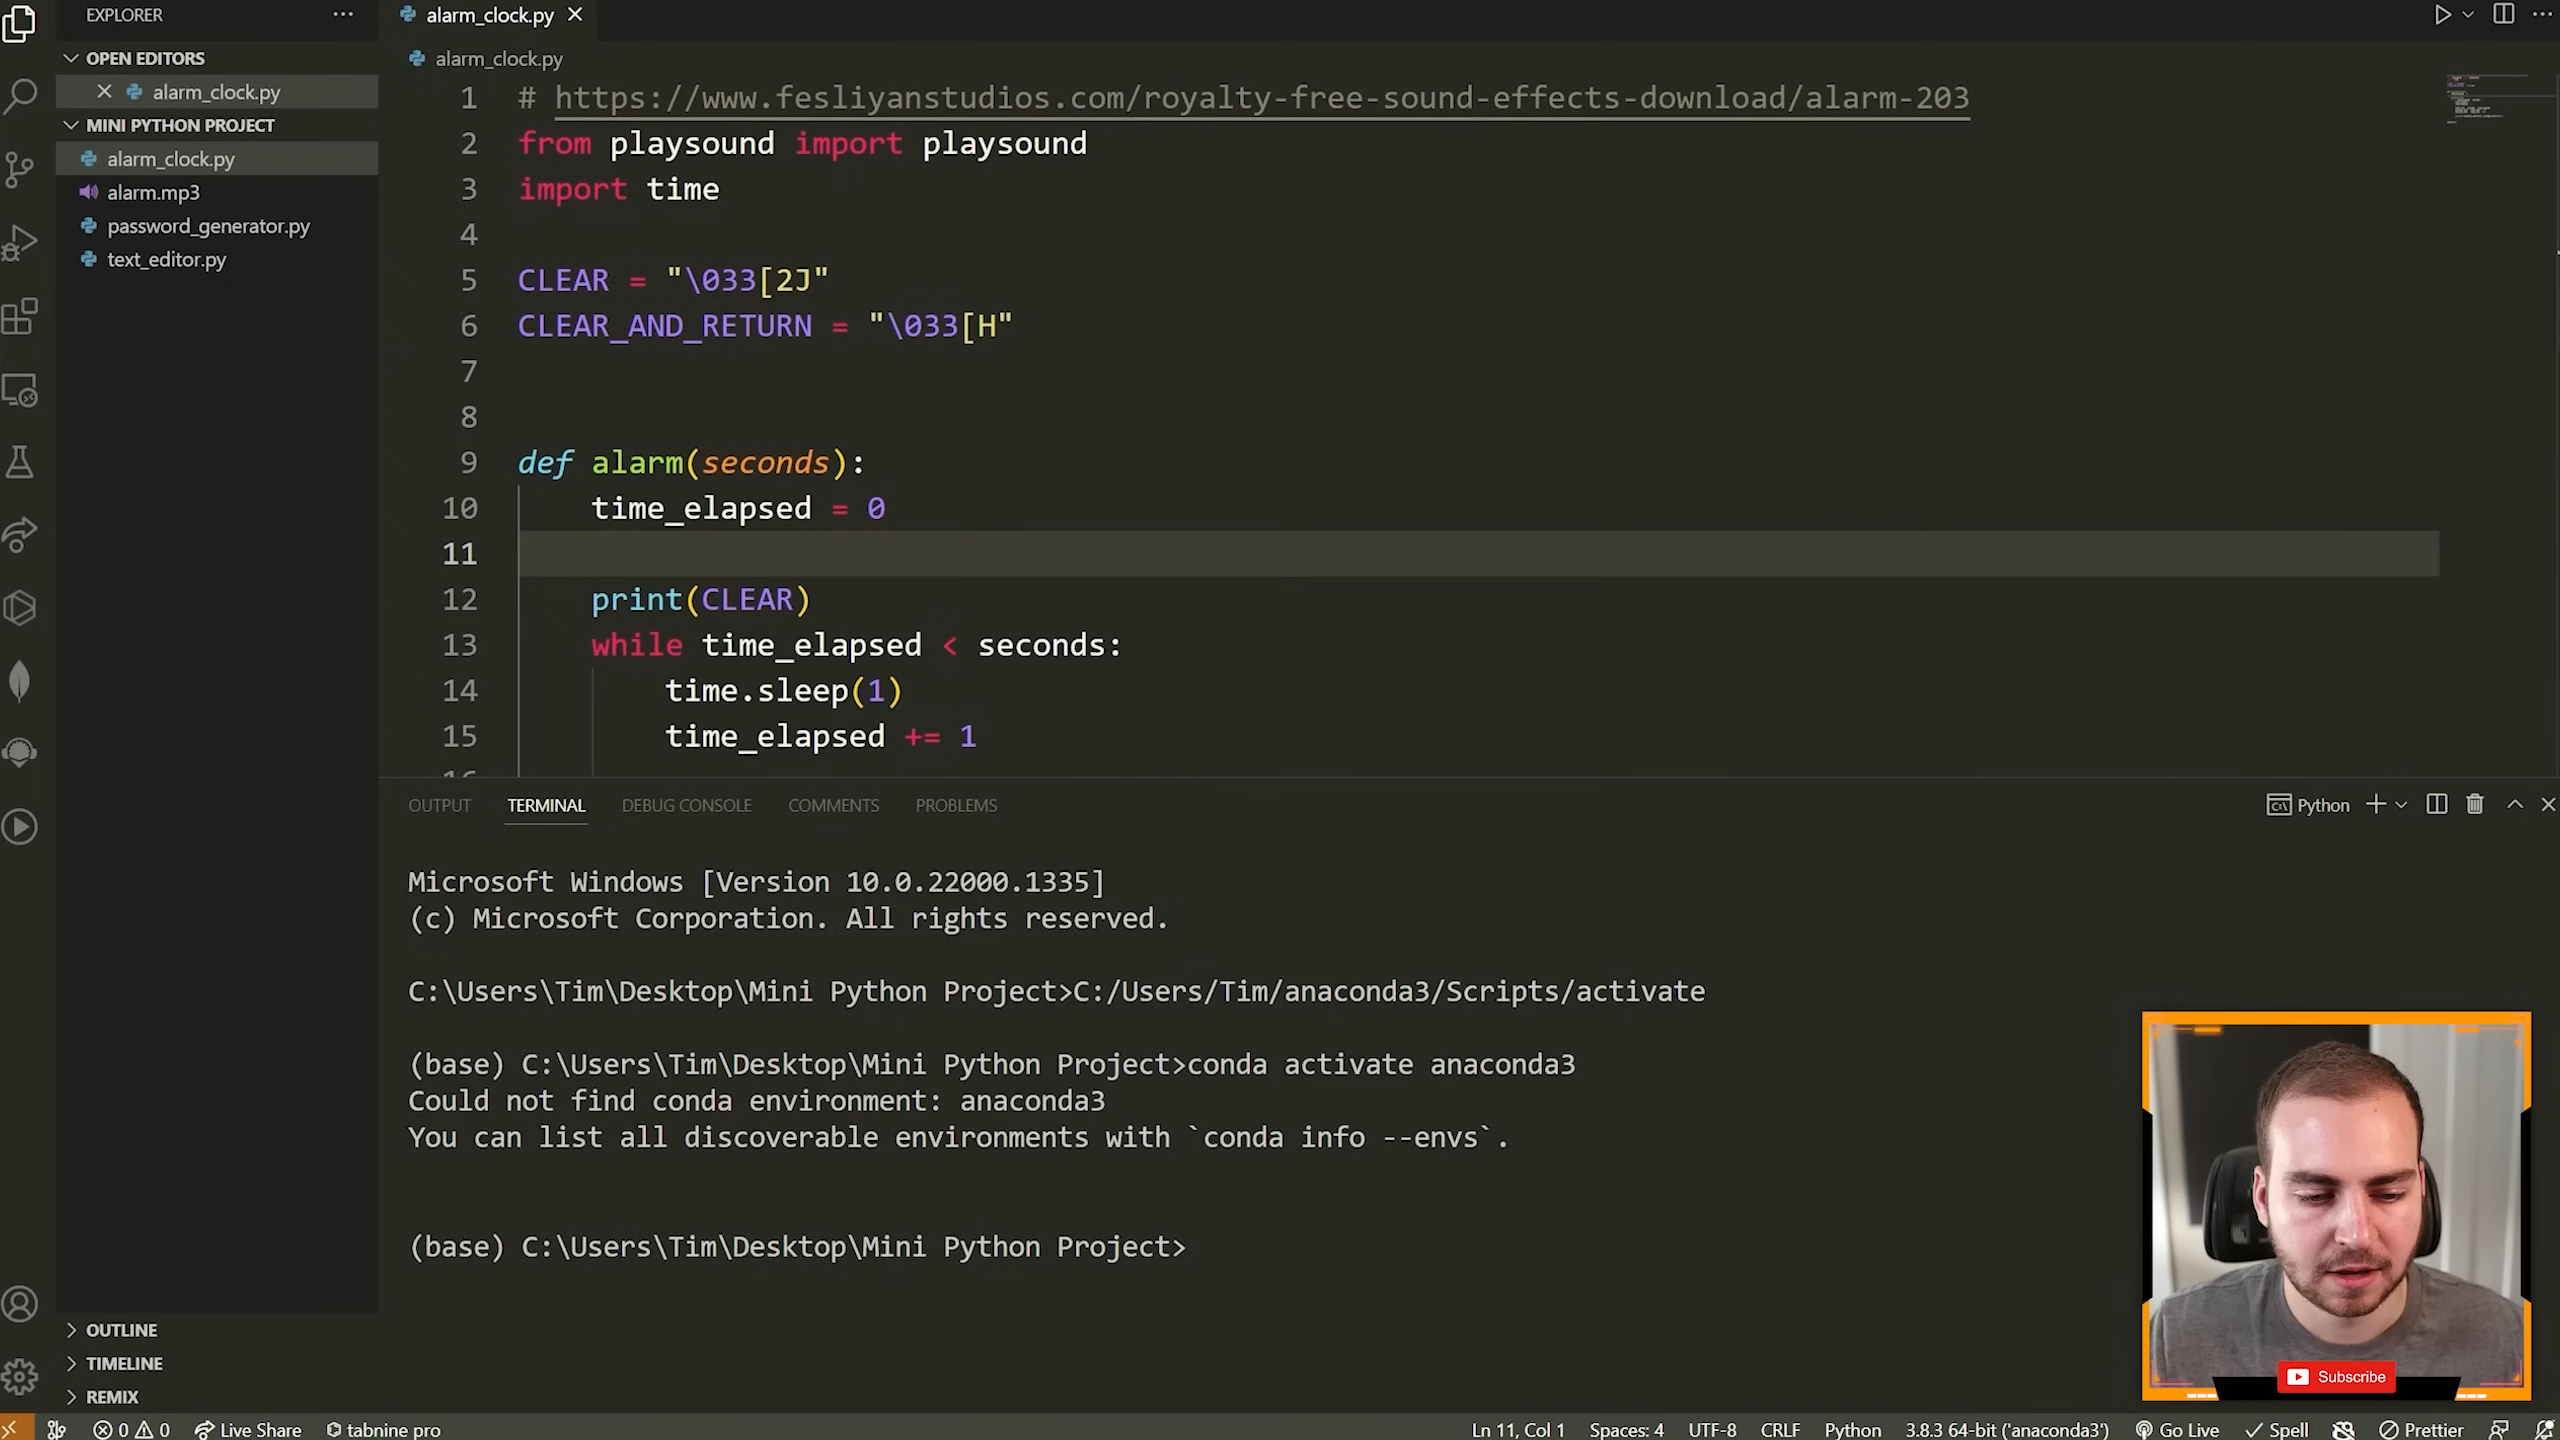 EXPLORER
OPEN EDITORS
alarm_clock.py
MINI PYTHON PROJECT
alarm_clock.py
alarm.mp3
password_generator.py
text_editor.py
OUTLINE
TIMELINE
REMIX
alarm_clock.py
alarm_clock.py
1 # https://www.fesliyanstudios.com/royalty-free-sound-effects-download/alarm-203
2 from playsound import playsound
3 import time
4
5 CLEAR = "\033[2J"
6 CLEAR_AND_RETURN = "\033[H"
7
8
9 def alarm(seconds):
10 time_elapsed = 0
11
12 print(CLEAR)
13 while time_elapsed < seconds:
14 time.sleep(1)
15 time_elapsed += 1
16
OUTPUT TERMINAL DEBUG CONSOLE COMMENTS PROBLEMS Python
Microsoft Windows [Version 10.0.22000.1335]
(c) Microsoft Corporation. All rights reserved.
C:\Users\Tim\Desktop\Mini Python Project>C:/Users/Tim/anaconda3/Scripts/activate
(base) C:\Users\Tim\Desktop\Mini Python Project>conda activate anaconda3
Could not find conda environment: anaconda3
You can list all discoverable environments with `conda info --envs`.
(base) C:\Users\Tim\Desktop\Mini Python Project>
Subscribe
0 0 Live Share tabnine pro Ln 11, Col 1 Spaces: 4 UTF-8 CRLF Python 3.8.3 64-bit ('anaconda3') Go Live Spell Prettier